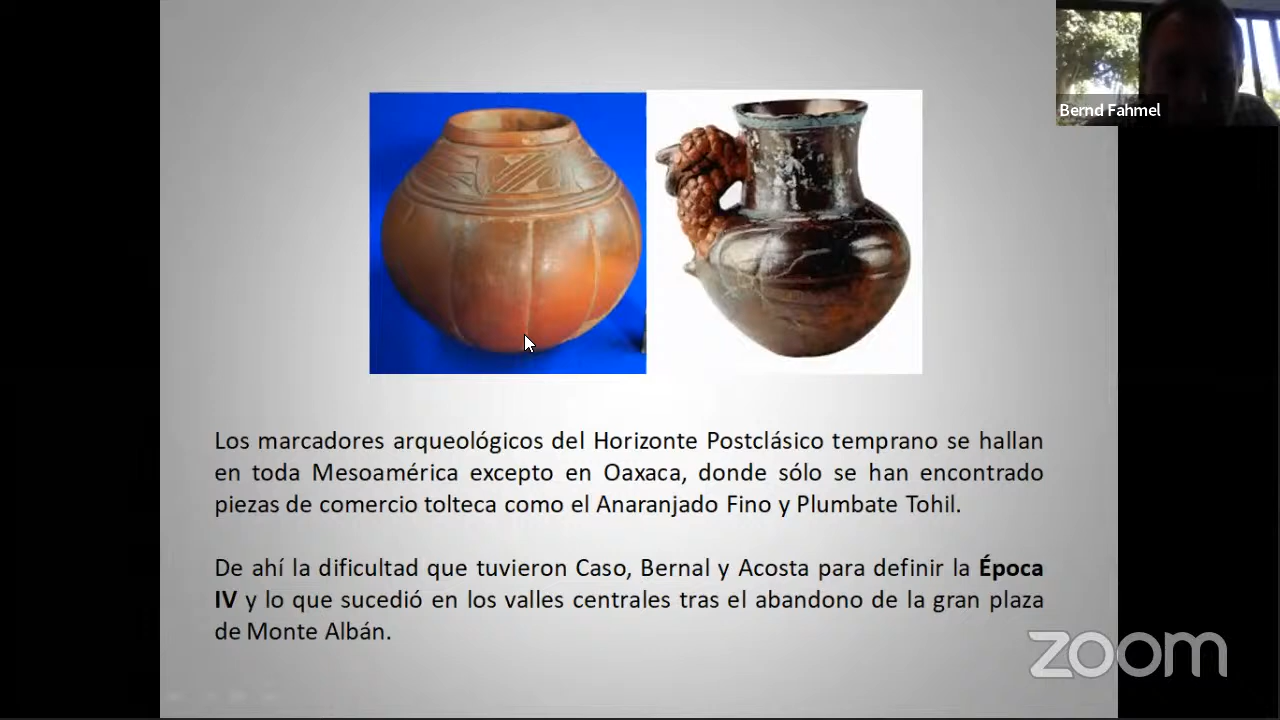 Bernd Fahmel
Los marcadores arqueológicos del Horizonte Postclásico temprano se hallan
en toda Mesoamérica excepto en Oaxaca, donde sólo se han encontrado
piezas de comercio tolteca como el Anaranjado Fino y Plumbate Tohil.
De ahí la dificultad que tuvieron Caso, Bernal y Acosta para definir la Época
IV y lo que sucedió en los valles centrales tras el abandono de la gran plaza
de Monte Albán.
zoom